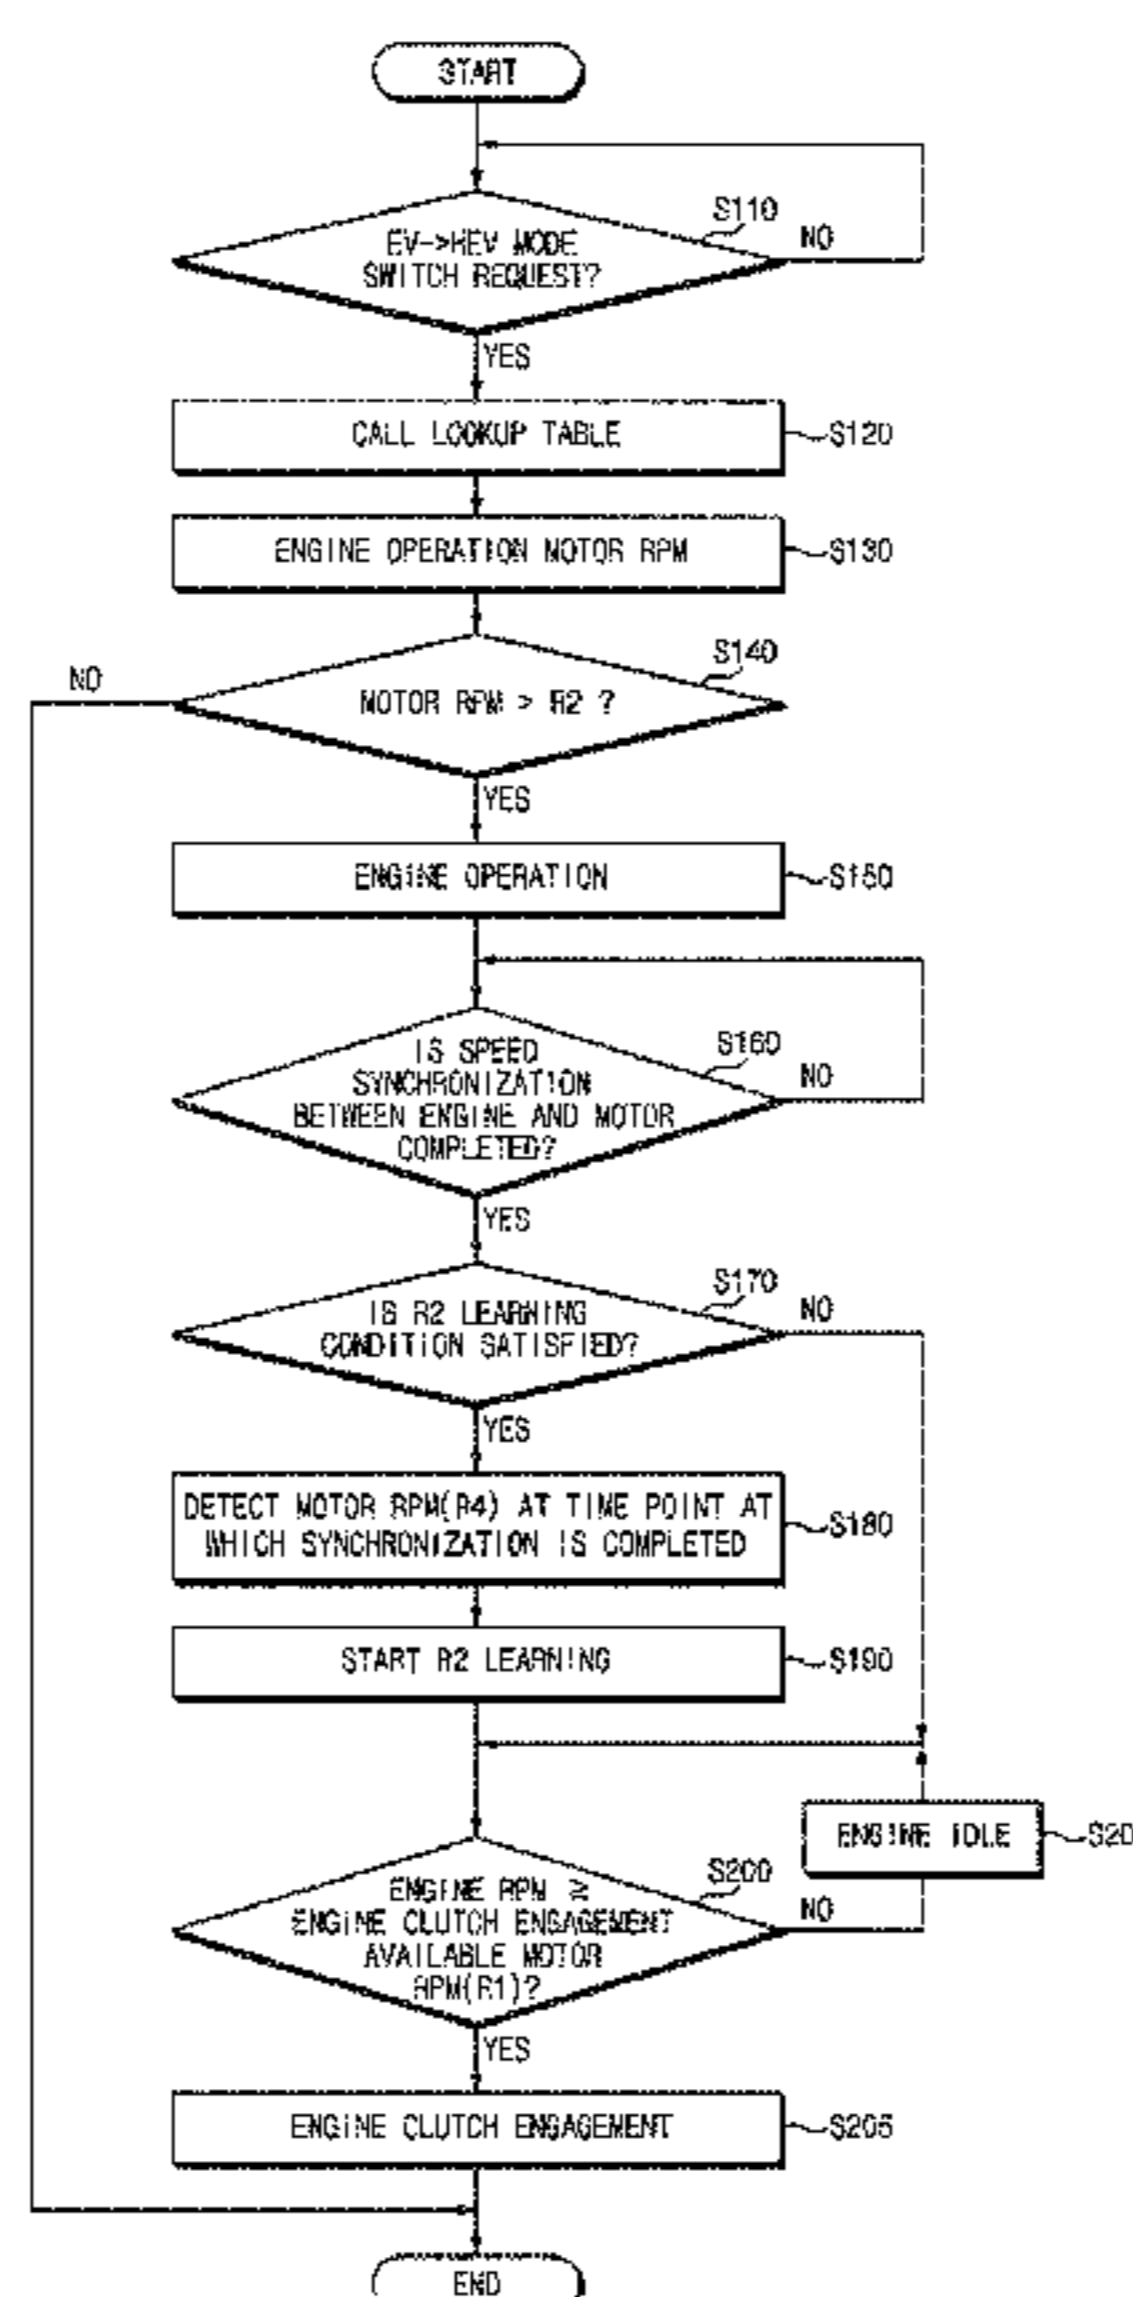 START
S110
EV->HEV MODE
SWITCH REQUEST?
NO
YES
CALL LOOKUP TABLE
S120
ENGINE OPERATION MOTOR RPM
S130
S140
NO
MOTOR RPM > R2 ?
YES
ENGINE OPERATION
S150
IS SPEED
SYNCHRONIZATION
BETWEEN ENGINE AND MOTOR
COMPLETED?
S160
NO
YES
S170
IS R2 LEARNING
CONDITION SATISFIED?
NO
YES
DETECT MOTOR RPM(R4) AT TIME POINT AT
WHICH SYNCHRONIZATION IS COMPLETED
S180
START R2 LEARNING
S190
ENGINE IDLE
S20
S200
ENGINE RPM ≥
ENGINE CLUTCH ENGAGEMENT
AVAILABLE MOTOR
RPM(R1)?
NO
YES
ENGINE CLUTCH ENGAGEMENT
S205
END